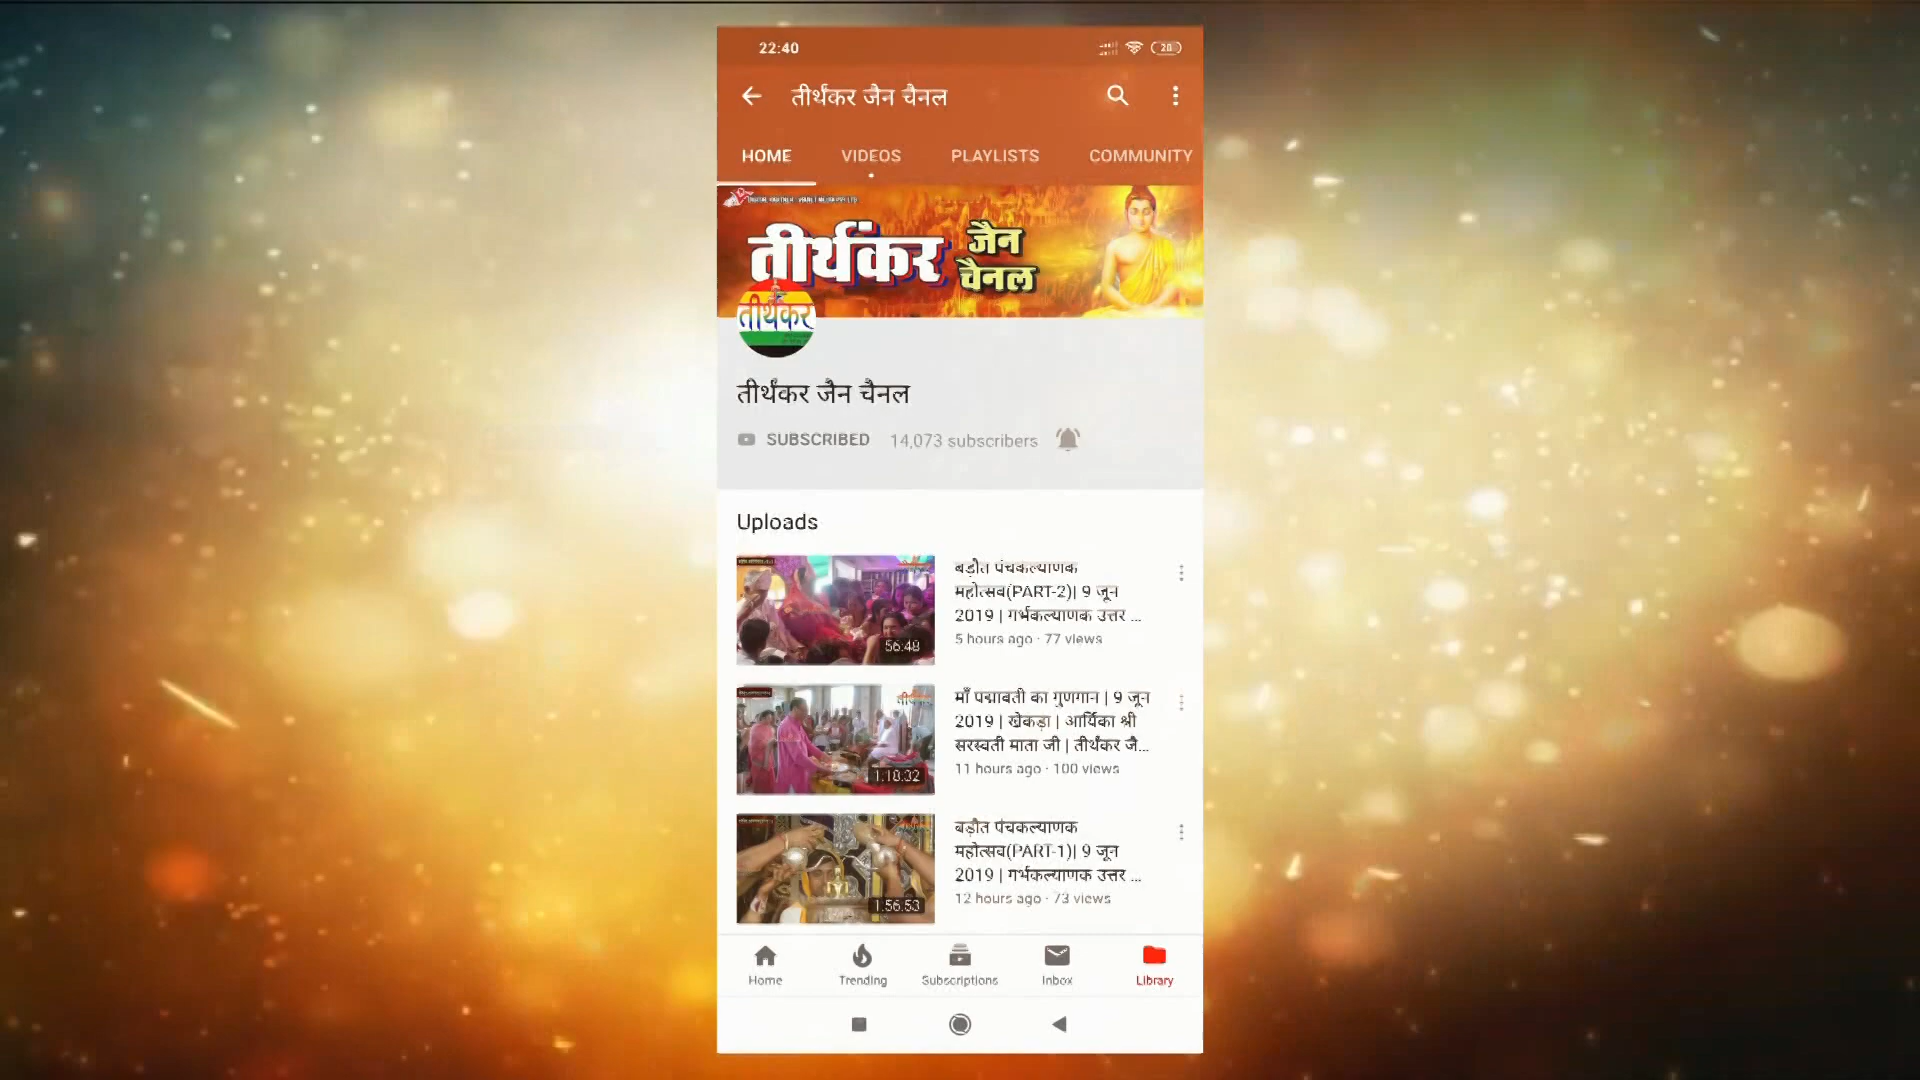 22:40
20
तीर्थंकर जैन चैनल
HOME VIDEOS PLAYLISTS COMMUNITY
तीर्थंकर जैन चैनल
तीर्थंकर
तीर्थंकर जैन चैनल
SUBSCRIBED 14,073 subscribers
Uploads
बड़ौत पंचकल्याणक
महोत्सव(PART-2)| 9 जून
2019 | गर्भकल्याणक उत्तर ...
5 hours ago · 77 views
56:48
माँ पद्मावती का गुणगान | 9 जून
2019 | खेकड़ा | आर्यिका श्री
सरस्वती माता जी | तीर्थंकर जै...
11 hours ago · 100 views
1:18:32
बड़ौत पंचकल्याणक
महोत्सव(PART-1)| 9 जून
2019 | गर्भकल्याणक उत्तर ...
12 hours ago · 73 views
1:56:53
Home Trending Subscriptions Inbox Library